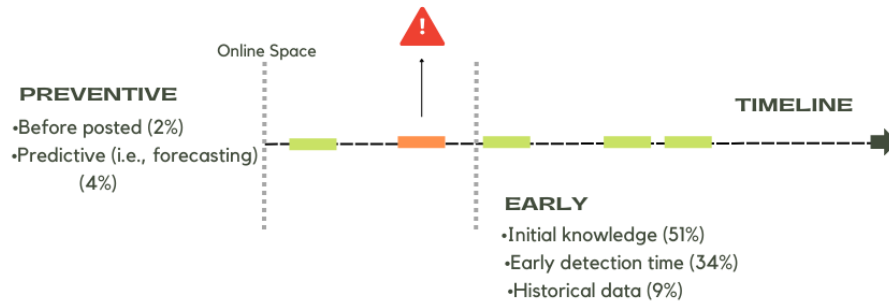 Online Space
PREVENTIVE
•Before posted (2%)
•Predictive (i.e., forecasting)
(4%)
TIMELINE
EARLY
•Initial knowledge (51%)
•Early detection time (34%)
•Historical data (9%)
!